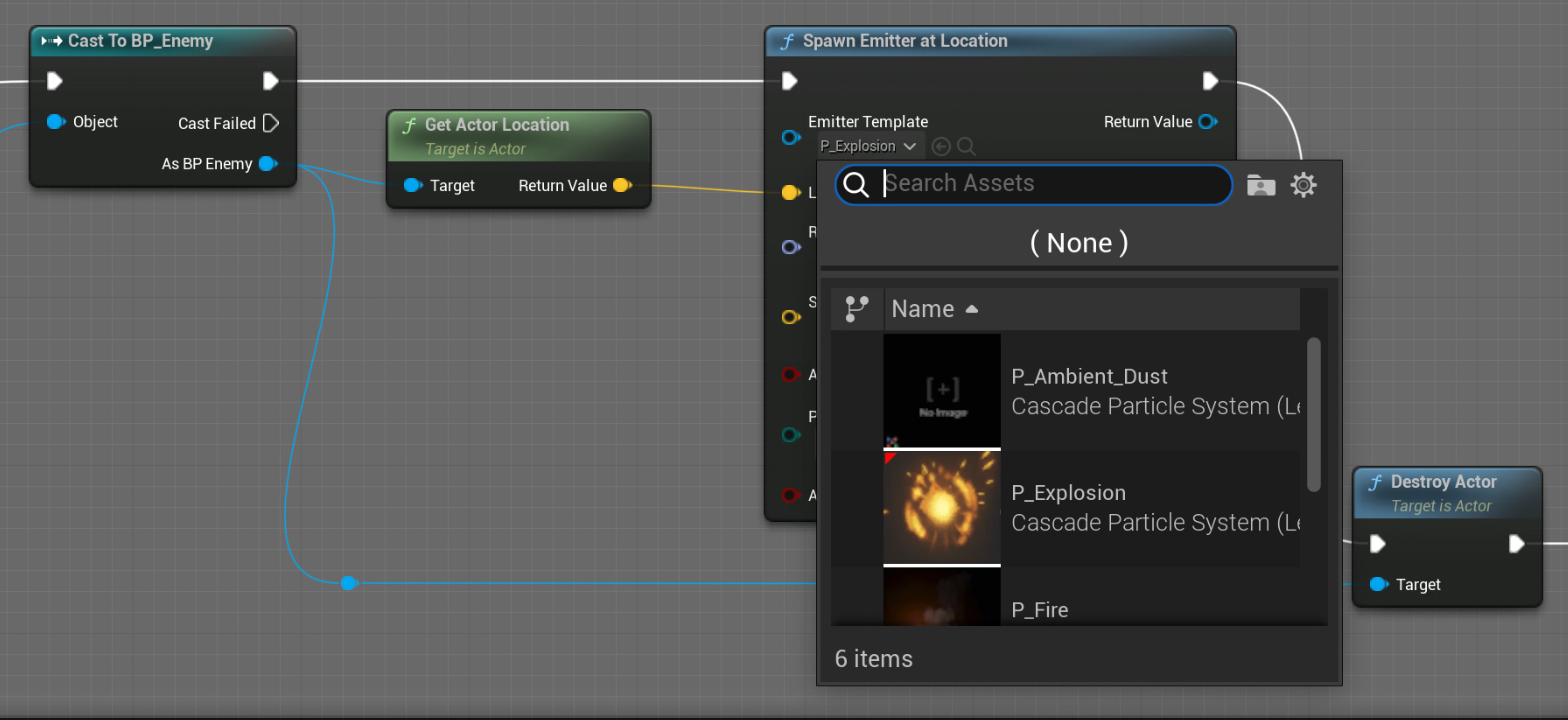 Cast To BP_Enemy
Object
Cast Failed
As BP Enemy
Get Actor Location
Target is Actor
Target
Return Value
Spawn Emitter at Location
Emitter Template
P_Explosion
Return Value
L
R
S
A
P
A
Search Assets
( None )
Name
[+]
No Image
P_Ambient_Dust
Cascade Particle System (Le
P_Explosion
Cascade Particle System (Le
P_Fire
6 items
Destroy Actor
Target is Actor
Target